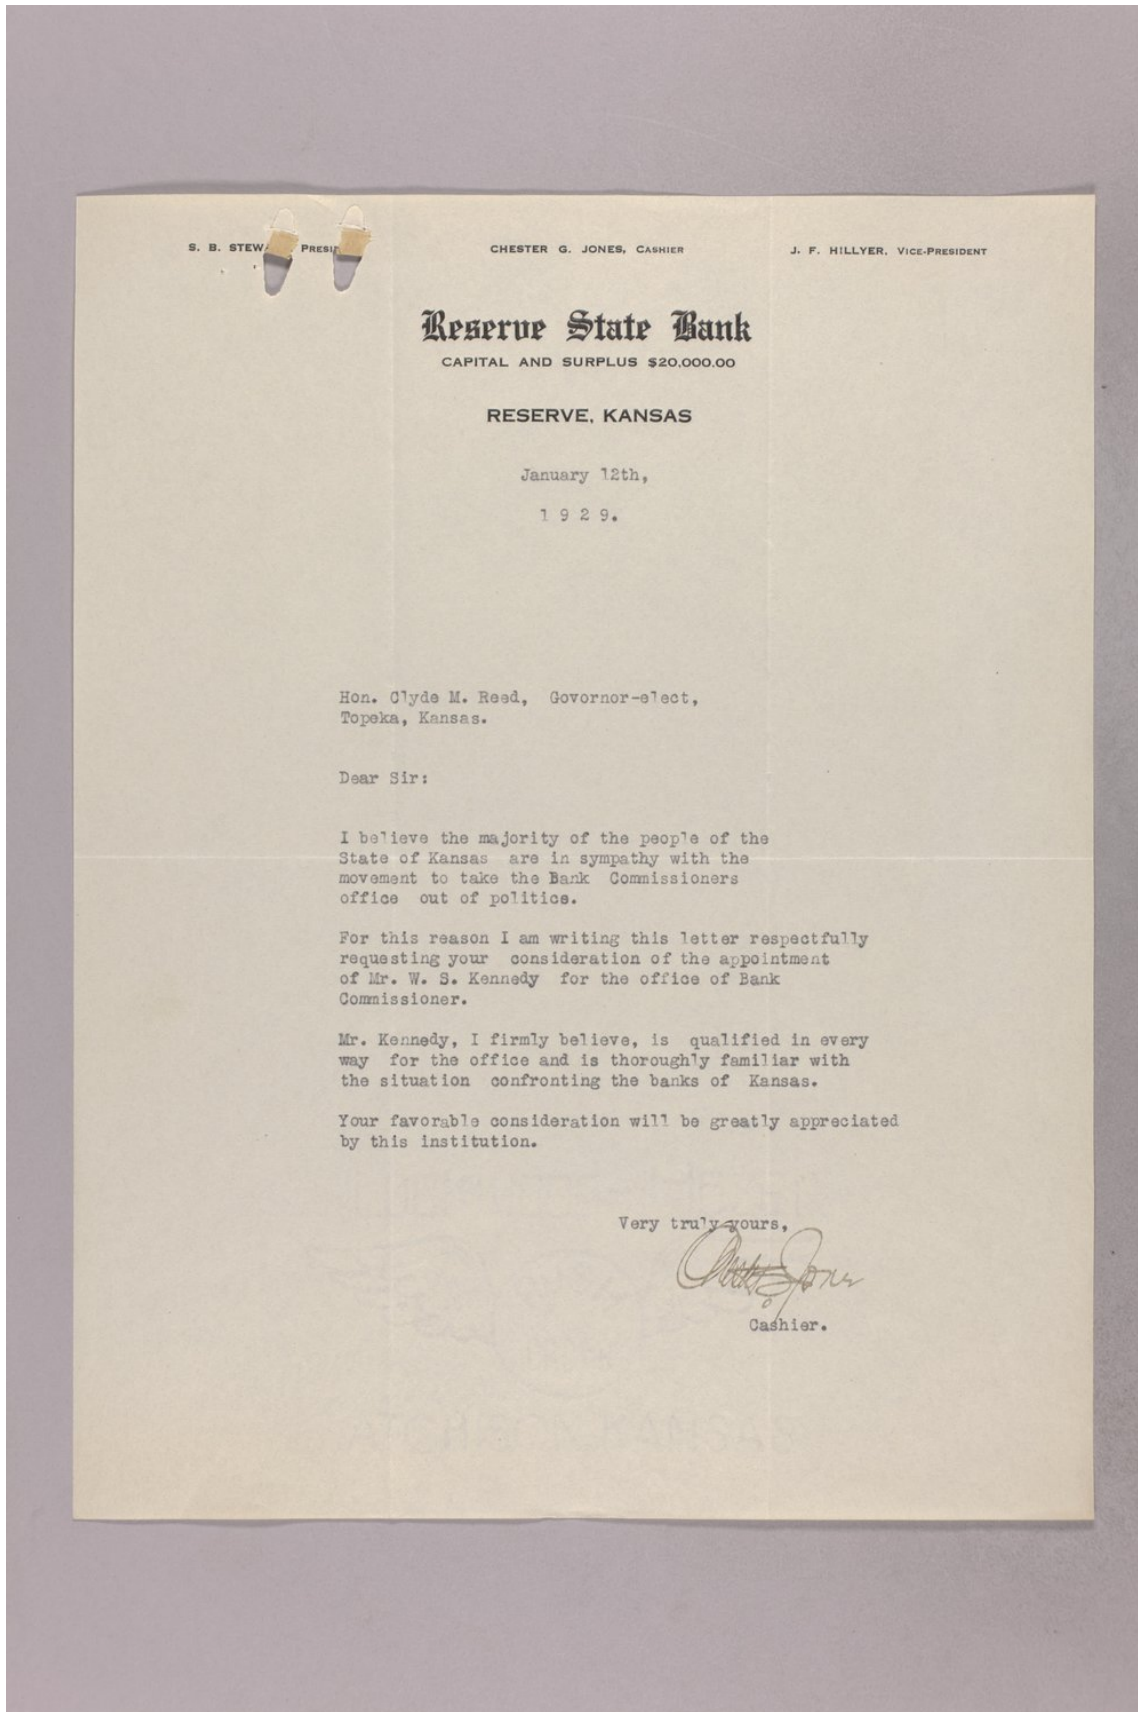 S. B. STEW PRESI
CHESTER G. JONES, CASHIER
J. F. HILLYER, VICE-PRESIDENT
Reserve State Bank
CAPITAL AND SURPLUS $20,000.00
RESERVE, KANSAS
January 12th,
1 9 2 9.
Hon. Clyde M. Reed, Govornor-elect,
Topeka, Kansas.
Dear Sir:
I believe the majority of the people of the
State of Kansas are in sympathy with the
movement to take the Bank Commissioners
office out of politics.
For this reason I am writing this letter respectfully
requesting your consideration of the appointment
of Mr. W. S. Kennedy for the office of Bank
Commissioner.
Mr. Kennedy, I firmly believe, is qualified in every
way for the office and is thoroughly familiar with
the situation confronting the banks of Kansas.
Your favorable consideration will be greatly appreciated
by this institution.
Very truly yours,
Chester G Jones
Cashier.